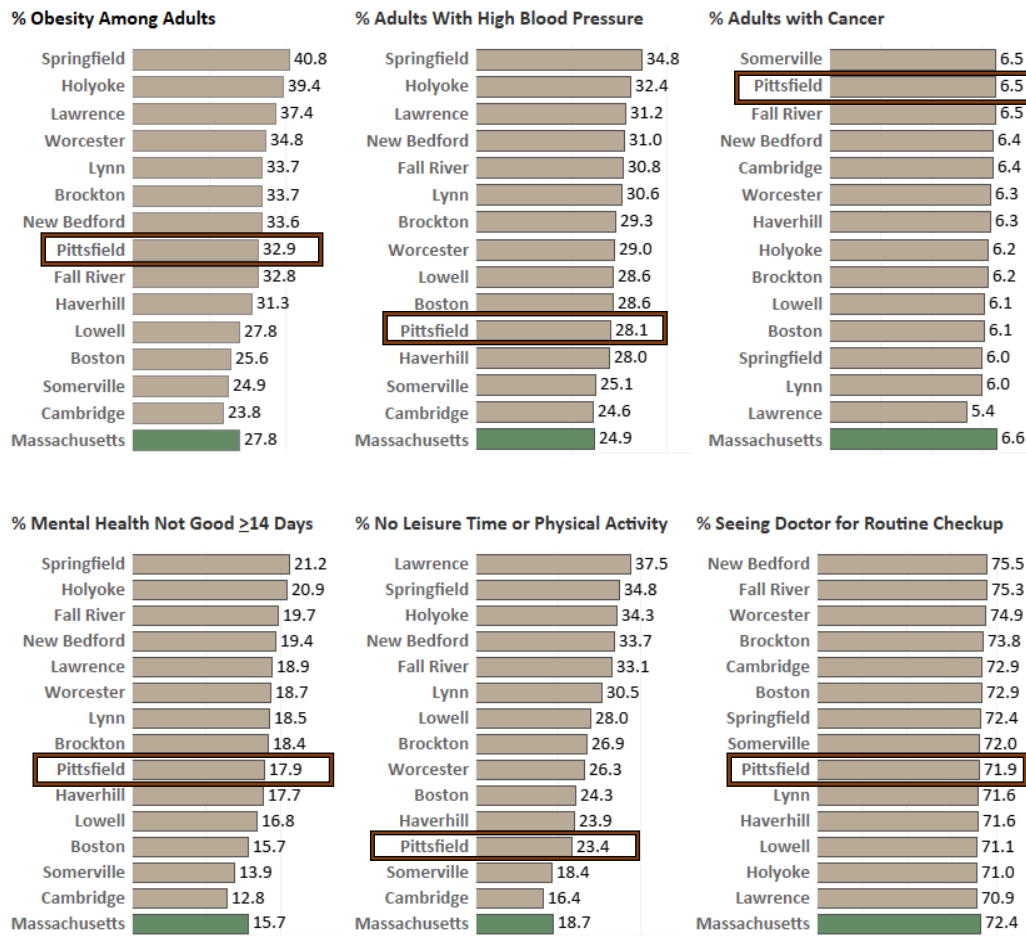 % Obesity Among Adults
Springfield 40.8
Holyoke 39.4
Lawrence 37.4
Worcester 34.8
Lynn 33.7
Brockton 33.7
New Bedford 33.6
Pittsfield 32.9
Fall River 32.8
Haverhill 31.3
Lowell 27.8
Boston 25.6
Somerville 24.9
Cambridge 23.8
Massachusetts 27.8
% Adults With High Blood Pressure
Springfield 34.8
Holyoke 32.4
Lawrence 31.2
New Bedford 31.0
Fall River 30.8
Lynn 30.6
Brockton 29.3
Worcester 29.0
Lowell 28.6
Boston 28.6
Pittsfield 28.1
Haverhill 28.0
Somerville 25.1
Cambridge 24.6
Massachusetts 24.9
% Adults with Cancer
Somerville 6.5
Pittsfield 6.5
Fall River 6.5
New Bedford 6.4
Cambridge 6.4
Worcester 6.3
Haverhill 6.3
Holyoke 6.2
Brockton 6.2
Lowell 6.1
Boston 6.1
Springfield 6.0
Lynn 6.0
Lawrence 5.4
Massachusetts 6.6
% Mental Health Not Good ≥14 Days
Springfield 21.2
Holyoke 20.9
Fall River 19.7
New Bedford 19.4
Lawrence 18.9
Worcester 18.7
Lynn 18.5
Brockton 18.4
Pittsfield 17.9
Haverhill 17.7
Lowell 16.8
Boston 15.7
Somerville 13.9
Cambridge 12.8
Massachusetts 15.7
% No Leisure Time or Physical Activity
Lawrence 37.5
Springfield 34.8
Holyoke 34.3
New Bedford 33.7
Fall River 33.1
Lynn 30.5
Lowell 28.0
Brockton 26.9
Worcester 26.3
Boston 24.3
Haverhill 23.9
Pittsfield 23.4
Somerville 18.4
Cambridge 16.4
Massachusetts 18.7
% Seeing Doctor for Routine Checkup
New Bedford 75.5
Fall River 75.3
Worcester 74.9
Brockton 73.8
Cambridge 72.9
Boston 72.9
Springfield 72.4
Somerville 72.0
Pittsfield 71.9
Lynn 71.6
Haverhill 71.6
Lowell 71.1
Holyoke 71.0
Lawrence 70.9
Massachusetts 72.4